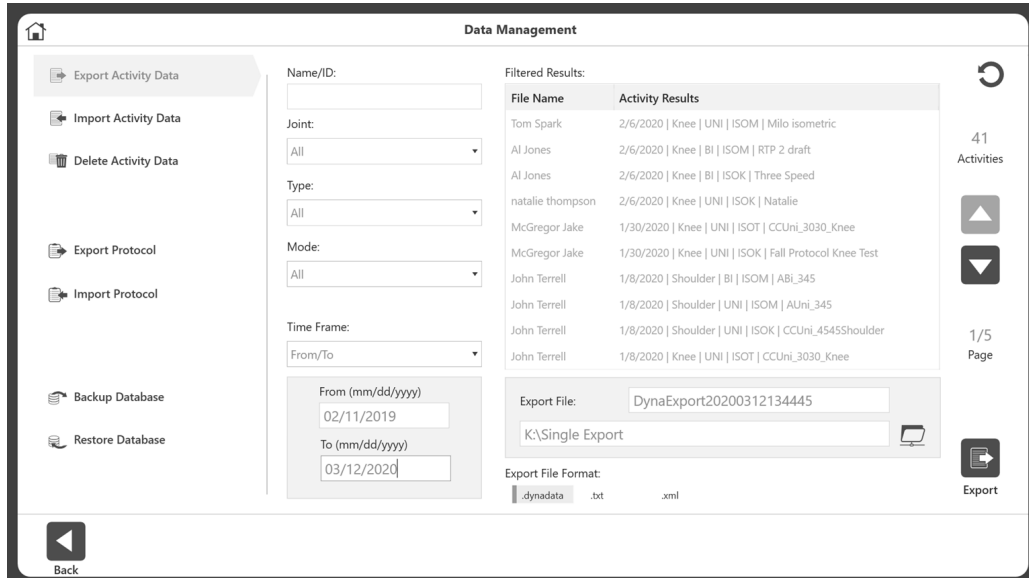 Data Management
Export Activity Data
Import Activity Data
Delete Activity Data
Export Protocol
Import Protocol
Backup Database
Restore Database
Name/ID:
Joint:
All
Type:
All
Mode:
All
Time Frame:
From/To
From (mm/dd/yyyy)
02/11/2019
To (mm/dd/yyyy)
03/12/2020
Filtered Results:
File Name Activity Results
Tom Spark 2/6/2020 | Knee | UNI | ISOM | Milo isometric
Al Jones 2/6/2020 | Knee | BI | ISOM | RTP 2 draft
Al Jones 2/6/2020 | Knee | BI | ISOK | Three Speed
natalie thompson 2/6/2020 | Knee | UNI | ISOK | Natalie
McGregor Jake 1/30/2020 | Knee | UNI | ISOT | CCUni_3030_Knee
McGregor Jake 1/30/2020 | Knee | UNI | ISOK | Fall Protocol Knee Test
John Terrell 1/8/2020 | Shoulder | BI | ISOM | ABi_345
John Terrell 1/8/2020 | Shoulder | UNI | ISOM | AUni_345
John Terrell 1/8/2020 | Shoulder | UNI | ISOK | CCUni_4545Shoulder
John Terrell 1/8/2020 | Knee | UNI | ISOT | CCUni_3030_Knee
Export File: DynaExport20200312134445
K:\Single Export
Export File Format:
.dynadata .txt .xml
41
Activities
1/5
Page
Export
Back